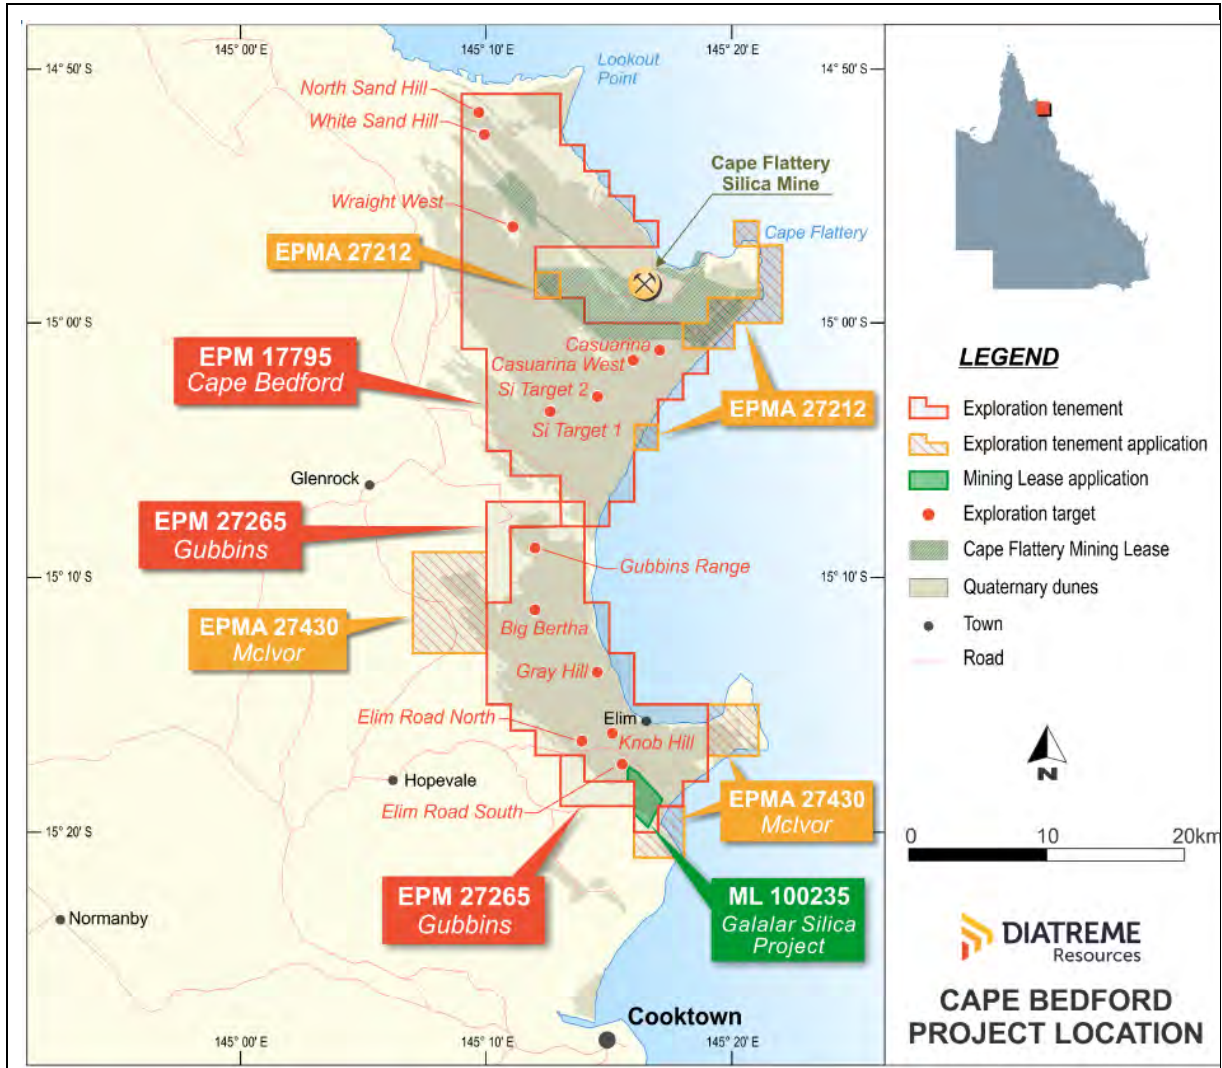 145° 00' E
145° 10' E
145° 20' E
14° 50' S
14° 50' S
Lookout
Point
North Sand Hill
White Sand Hill
Cape Flattery
Silica Mine
Wraight West
Cape Flattery
EPMA 27212
15° 00' S
15° 00' S
EPM 17795
Cape Bedford
Casuarina
Casuarina West
Si Target 2
Si Target 1
EPMA 27212
Glenrock
EPM 27265
Gubbins
Gubbins Range
15° 10' S
15° 10' S
EPMA 27430
McIvor
Big Bertha
Gray Hill
Elim Road North
Elim
Knob Hill
Hopevale
Elim Road South
EPMA 27430
McIvor
15° 20' S
15° 20' S
EPM 27265
Gubbins
ML 100235
Galalar Silica
Project
Normanby
Cooktown
145° 00' E
145° 10' E
145° 20' E
LEGEND
Exploration tenement
Exploration tenement application
Mining Lease application
Exploration target
Cape Flattery Mining Lease
Quaternary dunes
Town
Road
N
0
10
20km
DIATREME
Resources
CAPE BEDFORD
PROJECT LOCATION